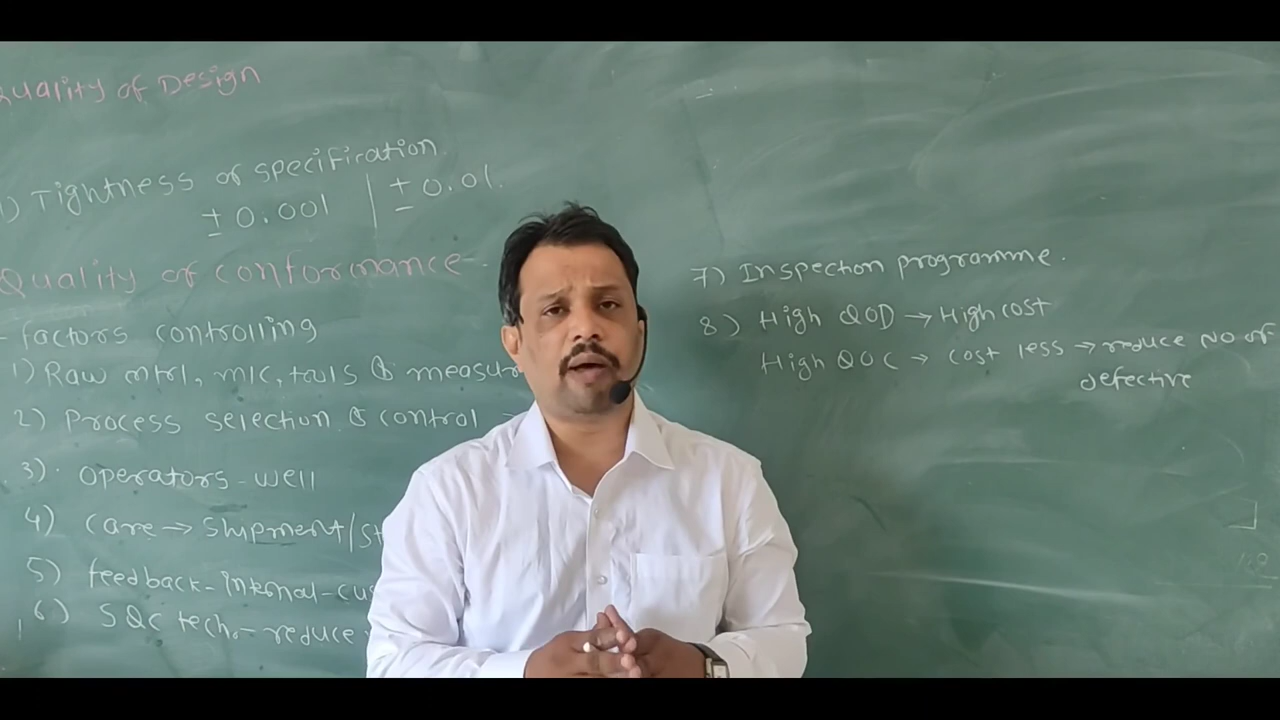 Quality of Design
1) Tightness of specification.
±0.001 | ±0.01.
Quality of conformance
- factors controlling
1) Raw mtrl, m/c, tools & measur
2) Process selection & control -
3). operators - well
4) care → Shipment/St
5) feedback - internal - cus
6) SQC tech. - reduce
7) Inspection programme.
8) High QOD → High cost
High QOC → cost less → reduce No of
defective